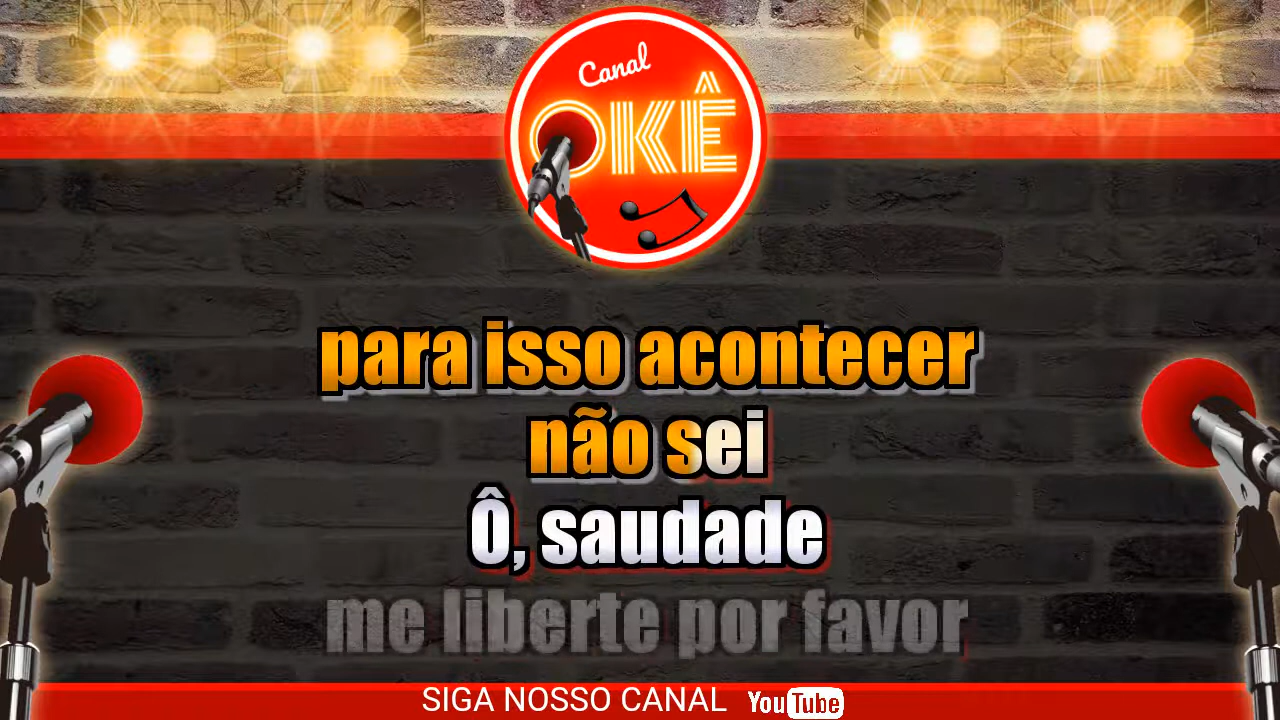 Canal
OKÊ
para isso acontecer
não sei
Ô, saudade
me liberte por favor
SIGA NOSSO CANAL YouTube